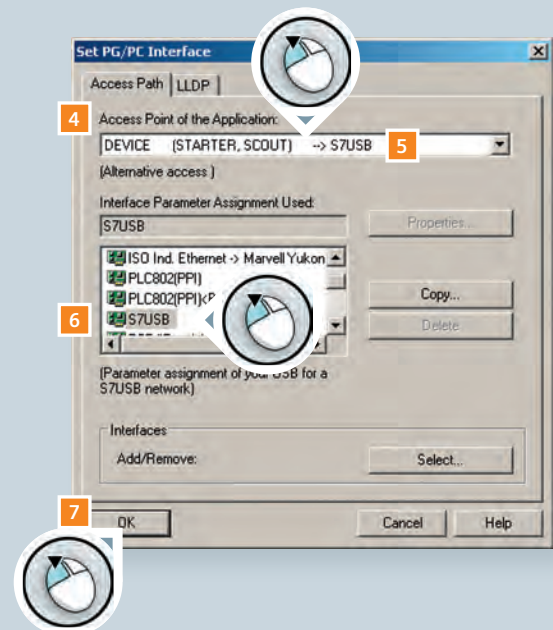 Set PG/PC Interface
Access Path LLDP
4
Access Point of the Application:
DEVICE (STARTER, SCOUT) --> S7USB 5
(Alternative access )
Interface Parameter Assignment Used:
S7USB
Properties...
ISO Ind. Ethernet -> Marvell Yukon
PLC802(PPI)
PLC802(PPI)<
Copy...
6
S7USB
Delete
(Parameter assignment of your USB for a
S7USB network)
Interfaces
Add/Remove:
Select...
7
OK
Cancel
Help